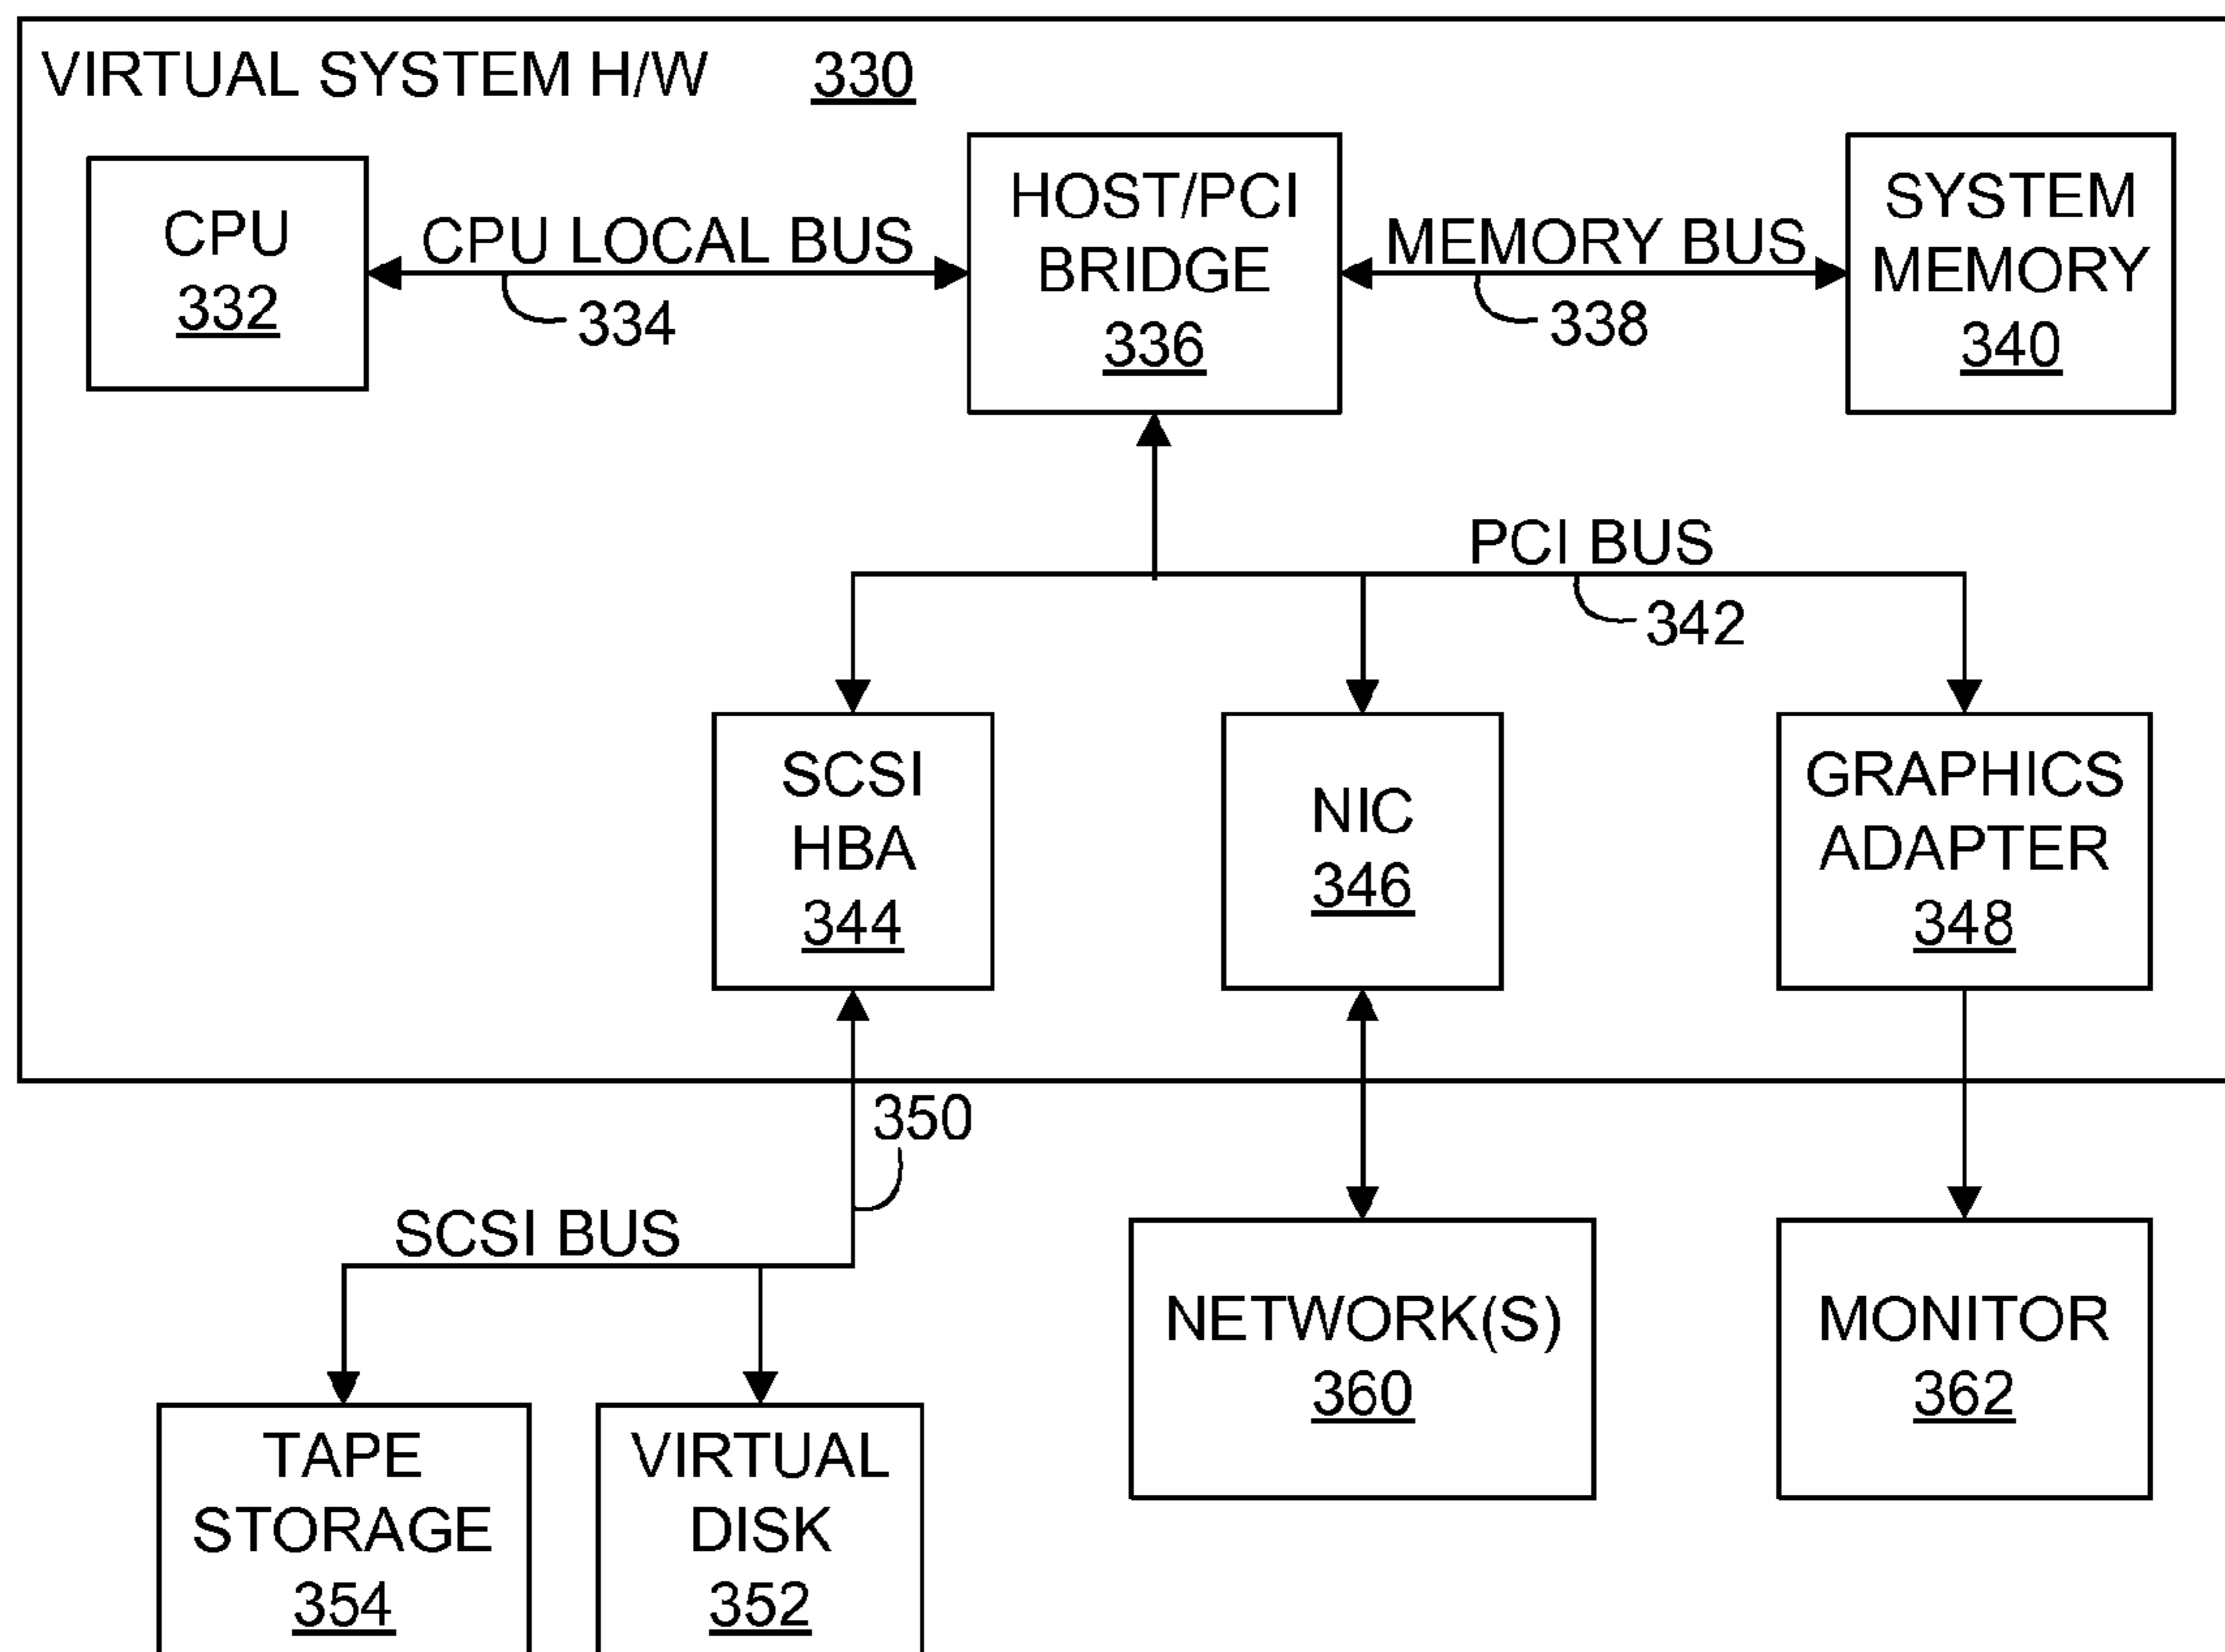 VIRTUAL SYSTEM H/W 330
CPU
332
CPU LOCAL BUS
334
HOST/PCI
BRIDGE
336
MEMORY BUS
338
SYSTEM
MEMORY
340
PCI BUS
342
SCSI
HBA
344
NIC
346
GRAPHICS
ADAPTER
348
350
SCSI BUS
TAPE
STORAGE
354
VIRTUAL
DISK
352
NETWORK(S)
360
MONITOR
362